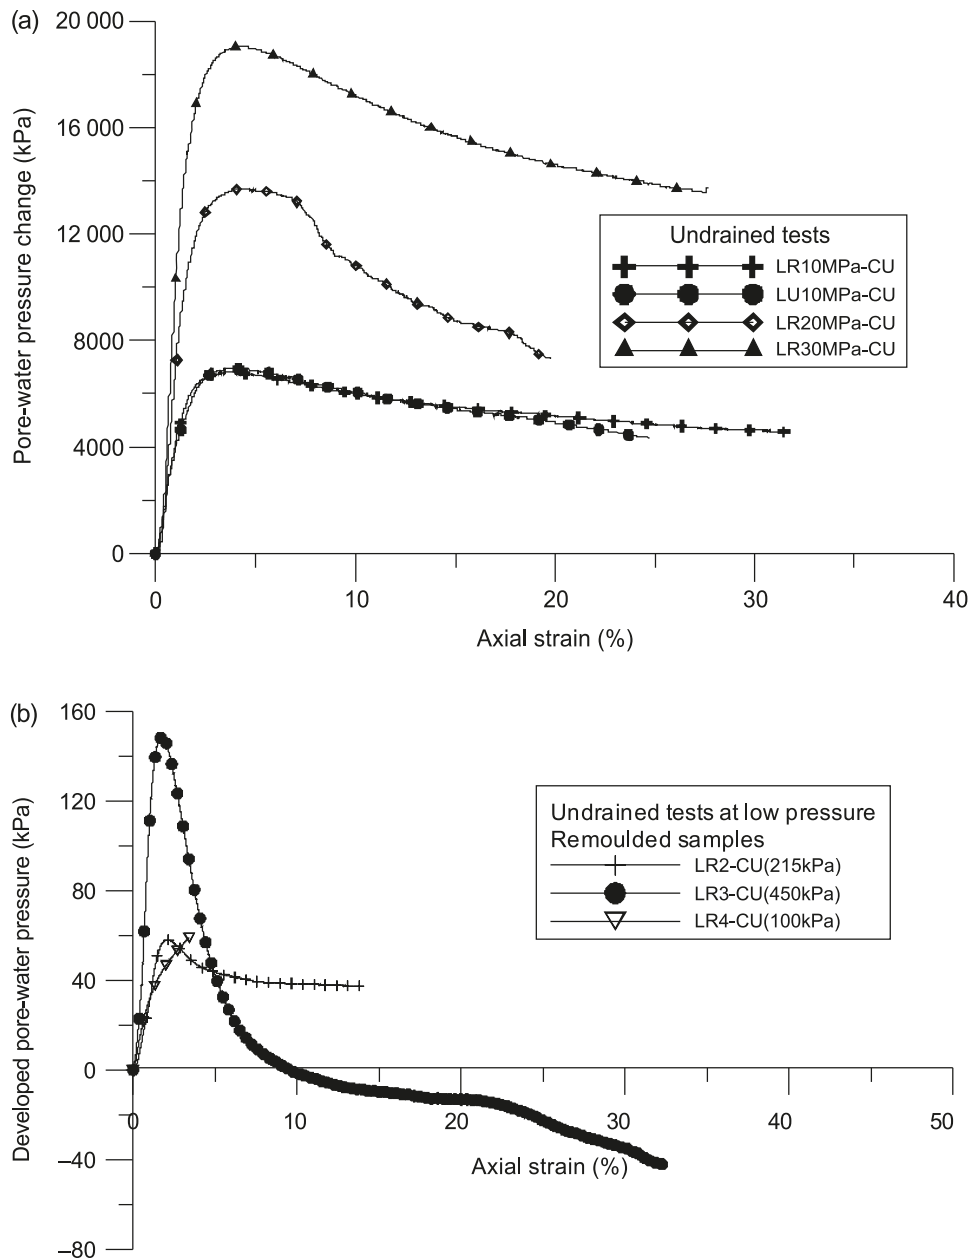 (a)
20 000
16 000
12 000
8000
4000
0
Pore-water pressure change (kPa)
Undrained tests
LR10MPa-CU
LU10MPa-CU
LR20MPa-CU
LR30MPa-CU
0 10 20 30 40
Axial strain (%)
(b)
160
120
80
40
0
–40
–80
Developed pore-water pressure (kPa)
Undrained tests at low pressure
Remoulded samples
LR2-CU(215kPa)
LR3-CU(450kPa)
LR4-CU(100kPa)
0 10 20 30 40 50
Axial strain (%)